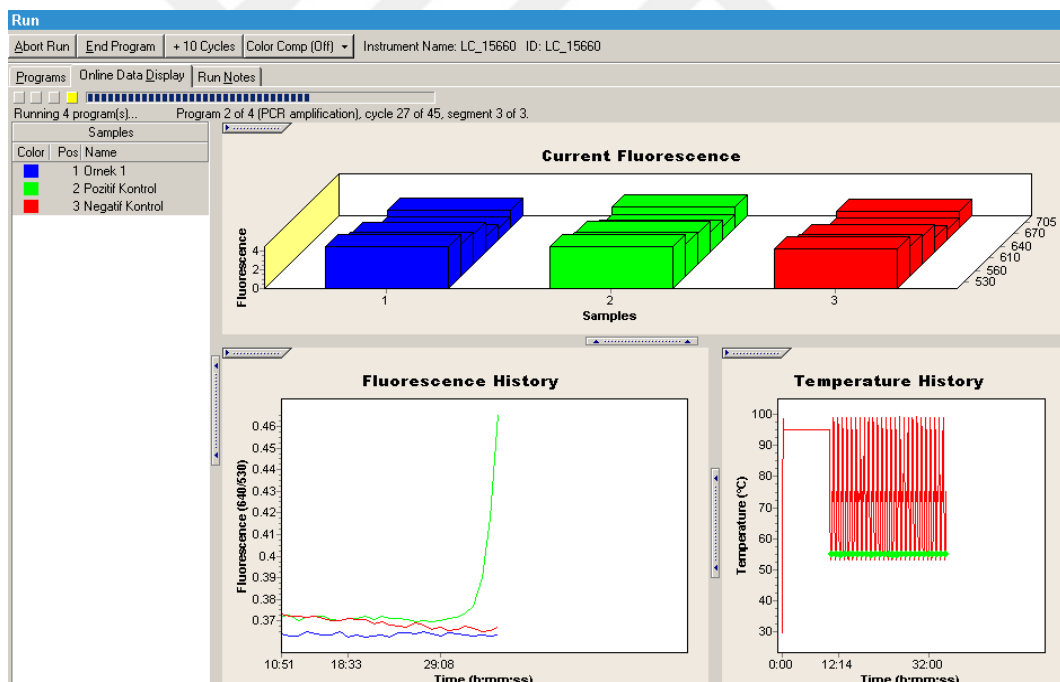 Run
Abort Run End Program + 10 Cycles Color Comp (Off) Instrument Name: LC_15660 ID: LC_15660
Programs Online Data Display Run Notes
Running 4 program(s)... Program 2 of 4 (PCR amplification), cycle 27 of 45, segment 3 of 3.
Samples
Color Pos Name
1 Ornek 1
2 Pozitif Kontrol
3 Negatif Kontrol
Current Fluorescence
Fluorescence
4
2
0
1 2 3
Samples
705
670
640
610
560
530
Fluorescence History
Fluorescence (640/530)
0.46
0.45
0.44
0.43
0.42
0.41
0.4
0.39
0.38
0.37
10:51 18:33 29:08
Time (h:mm:ss)
Temperature History
Temperature (°C)
100
90
80
70
60
50
40
30
0:00 12:14 32:00
Time (h:mm:ss)